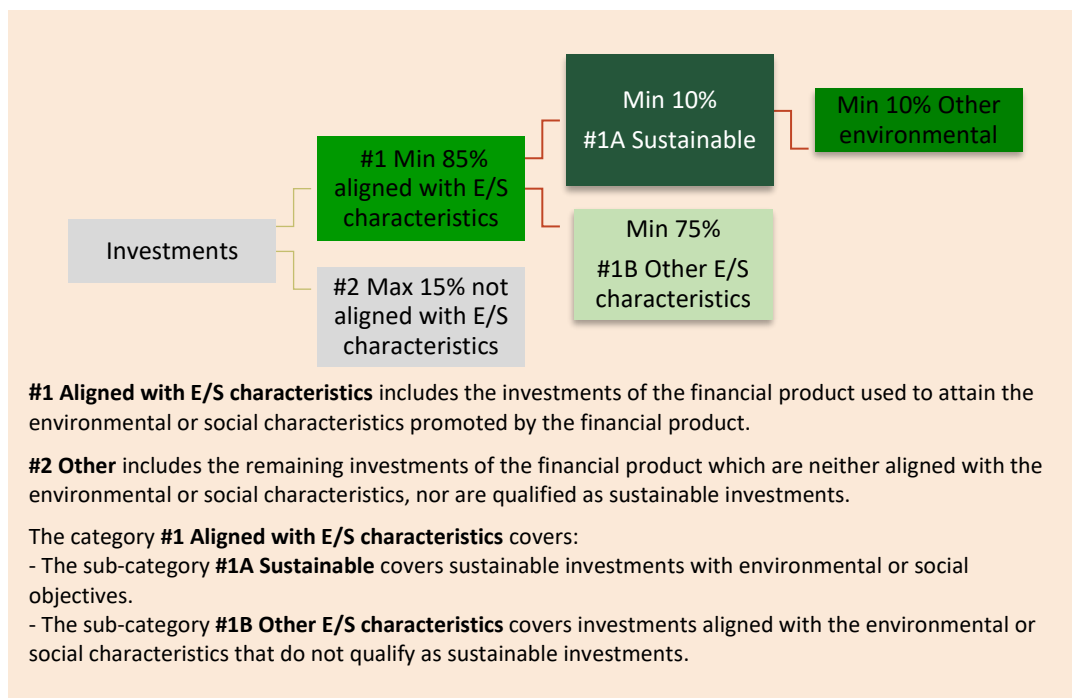 Min 10%
#1A Sustainable
Min 10% Other
environmental
#1 Min 85%
aligned with E/S
characteristics
Min 75%
#1B Other E/S
characteristics
Investments
#2 Max 15% not
aligned with E/S
characteristics
#1 Aligned with E/S characteristics includes the investments of the financial product used to attain the
environmental or social characteristics promoted by the financial product.
#2 Other includes the remaining investments of the financial product which are neither aligned with the
environmental or social characteristics, nor are qualified as sustainable investments.
The category #1 Aligned with E/S characteristics covers:
- The sub-category #1A Sustainable covers sustainable investments with environmental or social
objectives.
- The sub-category #1B Other E/S characteristics covers investments aligned with the environmental or
social characteristics that do not qualify as sustainable investments.